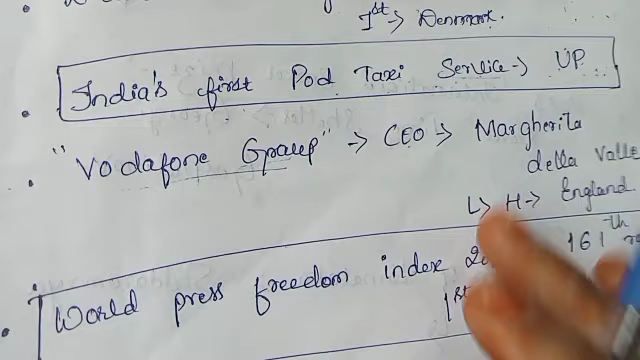 1st → Denmark.
India's first Pod Taxi Service → UP
"Vodafone Group" → CEO → Margherita
della Valle
↳ H → England
World press freedom index 161th
1st